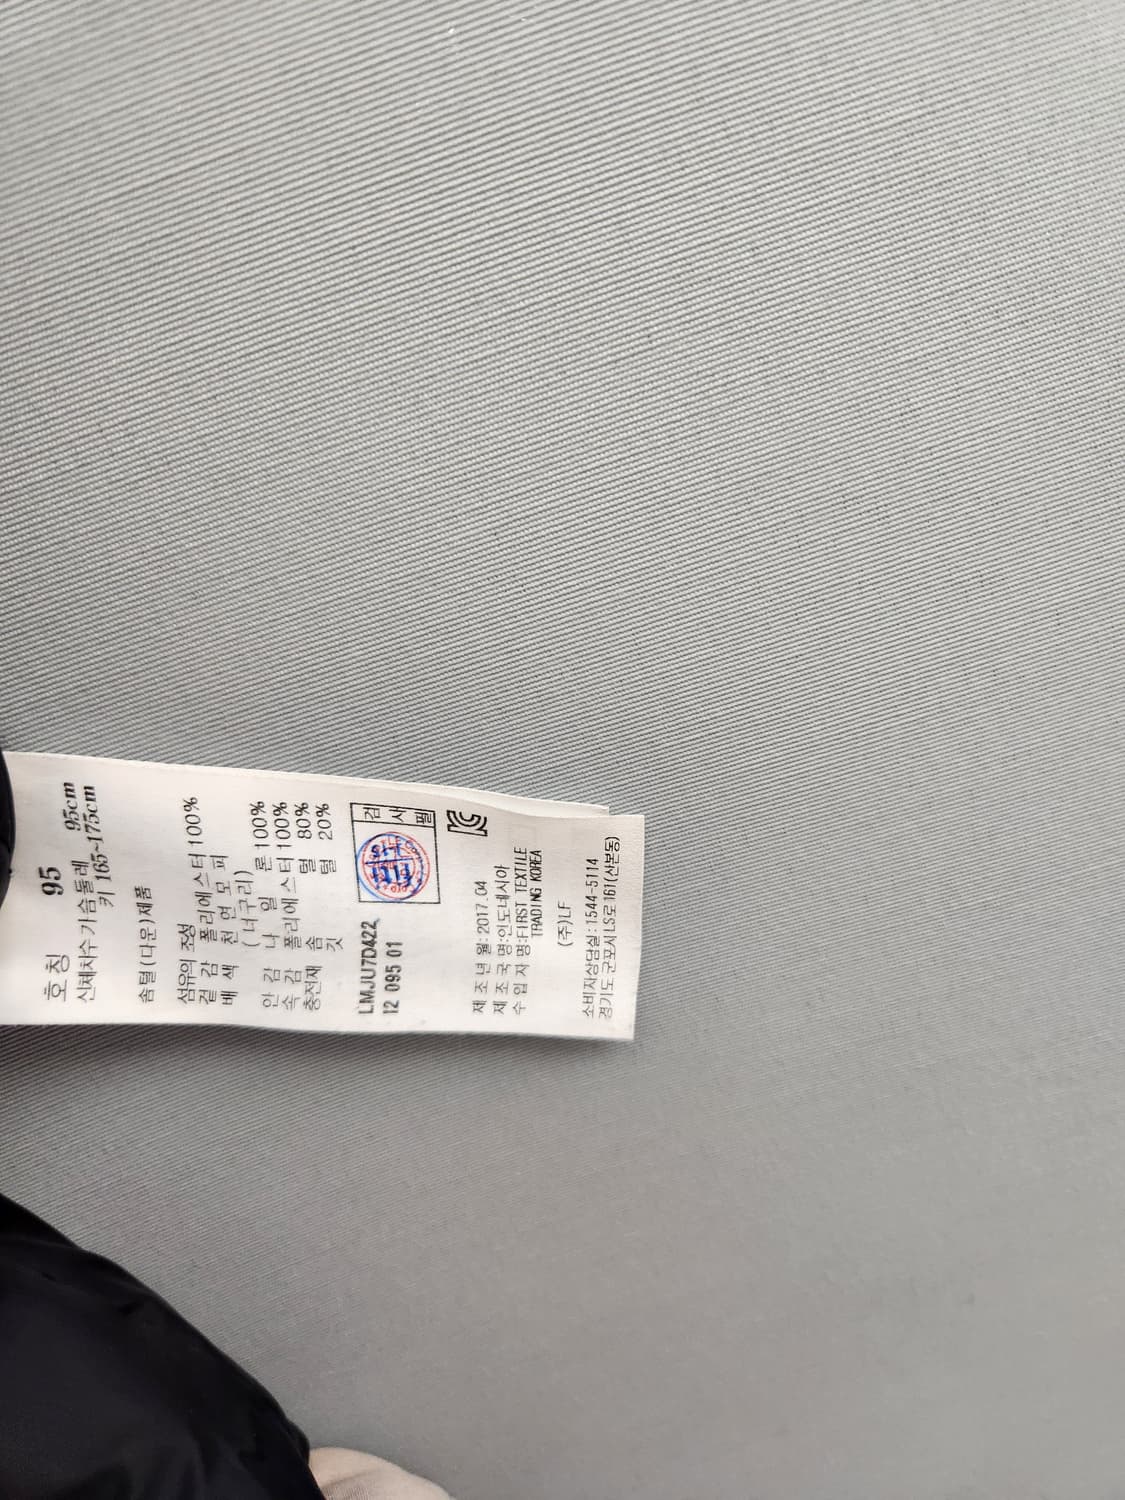 호칭 95
신체치수 가슴둘레 95cm
키 165~175cm
솜털(다운)제품
섬유의 조성
겉감 폴리에스터 100%
배색 천연모피
(너구리)
안감 나일론 100%
속감 폴리에스터 100%
충전재 솜털 80%
깃털 20%
LMJU7D422
12 095 01
검사필
제조년월:2017.04
제조국명:인도네시아
수입자명:FIRST TEXTILE
TRADING KOREA
(주)LF
소비자상담실:1544-5114
경기도 군포시 LS로 161(산본동)